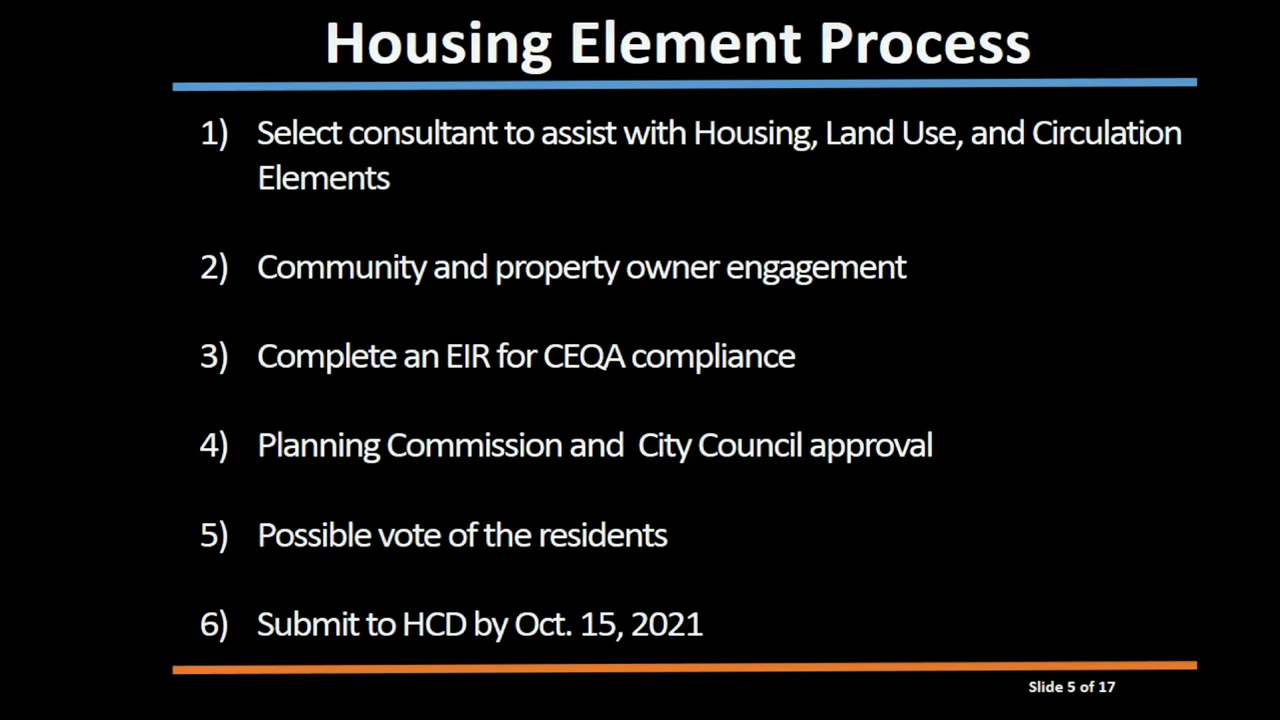 Housing Element Process
1) Select consultant to assist with Housing, Land Use, and Circulation
Elements
2) Community and property owner engagement
3) Complete an EIR for CEQA compliance
4) Planning Commission and City Council approval
5) Possible vote of the residents
6) Submit to HCD by Oct. 15, 2021
Slide 5 of 17